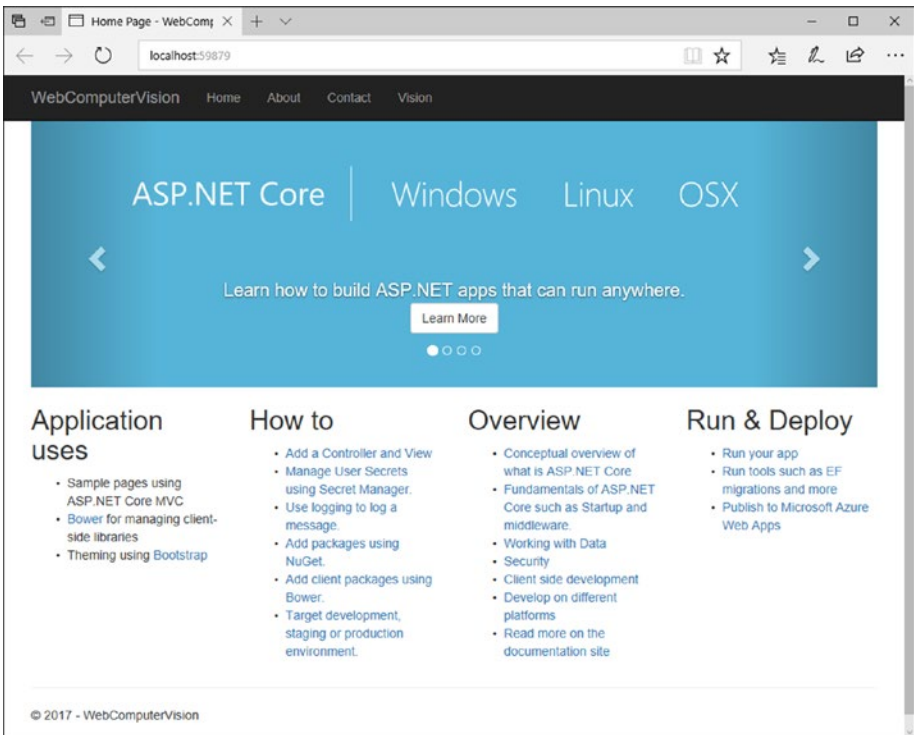 Home Page - WebComp
localhost:59879
WebComputerVision Home About Contact Vision
ASP.NET Core Windows Linux OSX
Learn how to build ASP.NET apps that can run anywhere.
Learn More
Application
uses
• Sample pages using
ASP.NET Core MVC
• Bower for managing client-
side libraries
• Theming using Bootstrap
How to
• Add a Controller and View
• Manage User Secrets
using Secret Manager.
• Use logging to log a
message.
• Add packages using
NuGet.
• Add client packages using
Bower.
• Target development,
staging or production
environment.
Overview
• Conceptual overview of
what is ASP.NET Core
• Fundamentals of ASP.NET
Core such as Startup and
middleware.
• Working with Data
• Security
• Client side development
• Develop on different
platforms
• Read more on the
documentation site
Run & Deploy
• Run your app
• Run tools such as EF
migrations and more
• Publish to Microsoft Azure
Web Apps
© 2017 - WebComputerVision